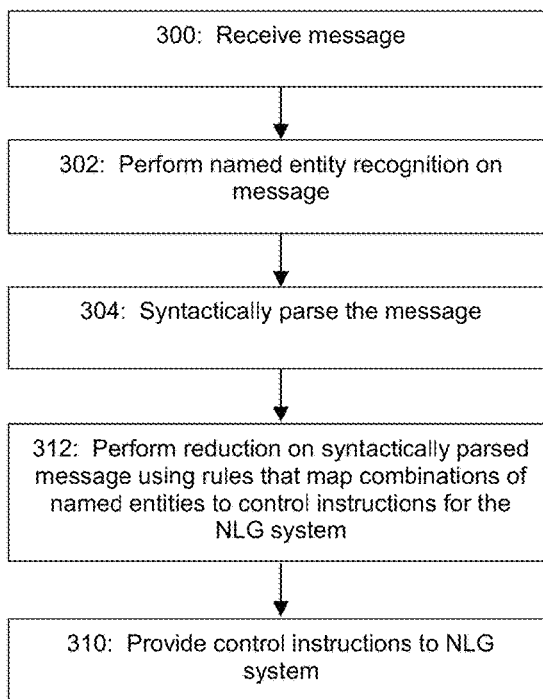 300: Receive message
302: Perform named entity recognition on
message
304: Syntactically parse the message
312: Perform reduction on syntactically parsed
message using rules that map combinations of
named entities to control instructions for the
NLG system
310: Provide control instructions to NLG
system